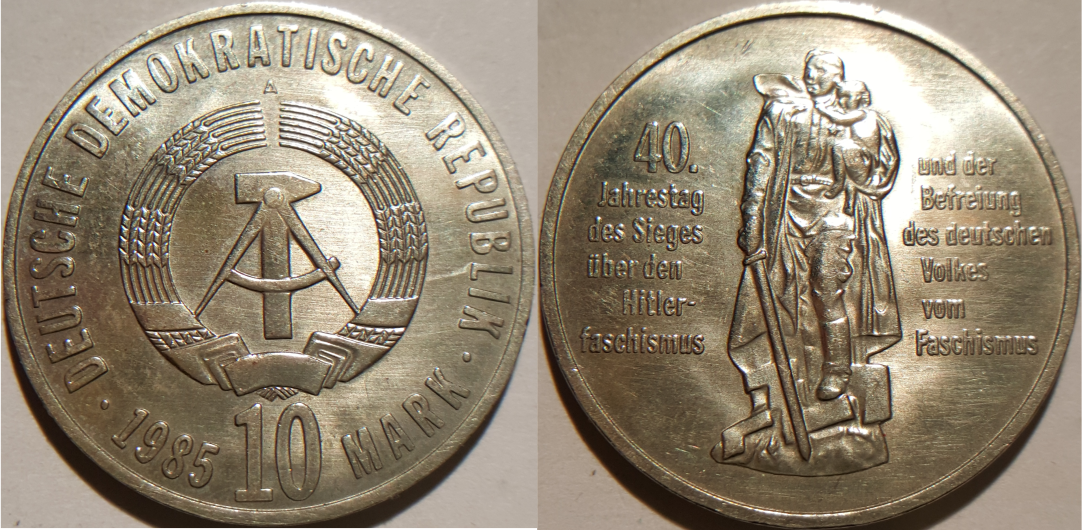 DEUTSCHE DEMOKRATISCHE REPUBLIK
A
· 1985 10 MARK ·
40.
Jahrestag
des Sieges
über den
Hitler-
faschismus
und der
Befreiung
des deutschen
Volkes
vom
Faschismus